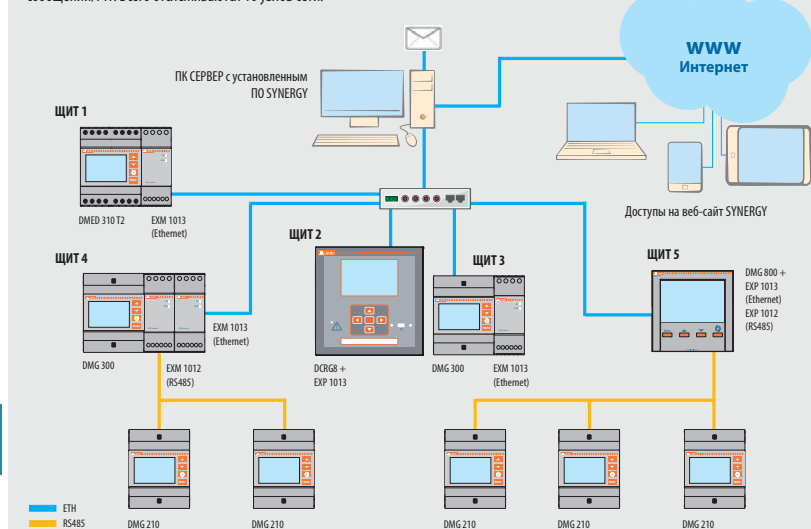 www
Интернет
ПК СЕРВЕР с установленным
ПО SYNERGY
ЩИТ 1
DMED 310 T2
EXM 1013
(Ethernet)
Доступы на веб-сайт SYNERGY
ЩИТ 4
ЩИТ 2
ЩИТ 3
ЩИТ 5
DMG 300
EXM 1012
(RS485)
EXM 1013
(Ethernet)
DCRG8 +
EXP 1013
DMG 300
EXM 1013
(Ethernet)
DMG 800 +
EXP 1013
(Ethernet)
EXP 1012
(RS485)
ETH
RS485
DMG 210
DMG 210
DMG 210
DMG 210
DMG 210